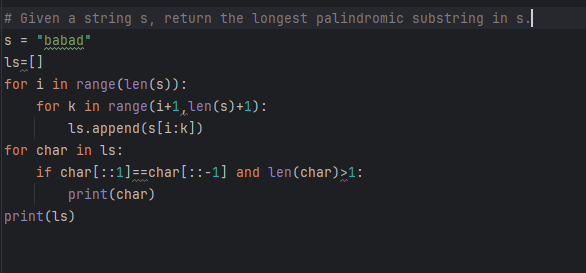 # Given a string s, return the longest palindromic substring in s.
s = "babad"
ls=[]
for i in range(len(s)):
    for k in range(i+1,len(s)+1):
        ls.append(s[i:k])
for char in ls:
    if char[::1]==char[::-1] and len(char)>1:
        print(char)
print(ls)